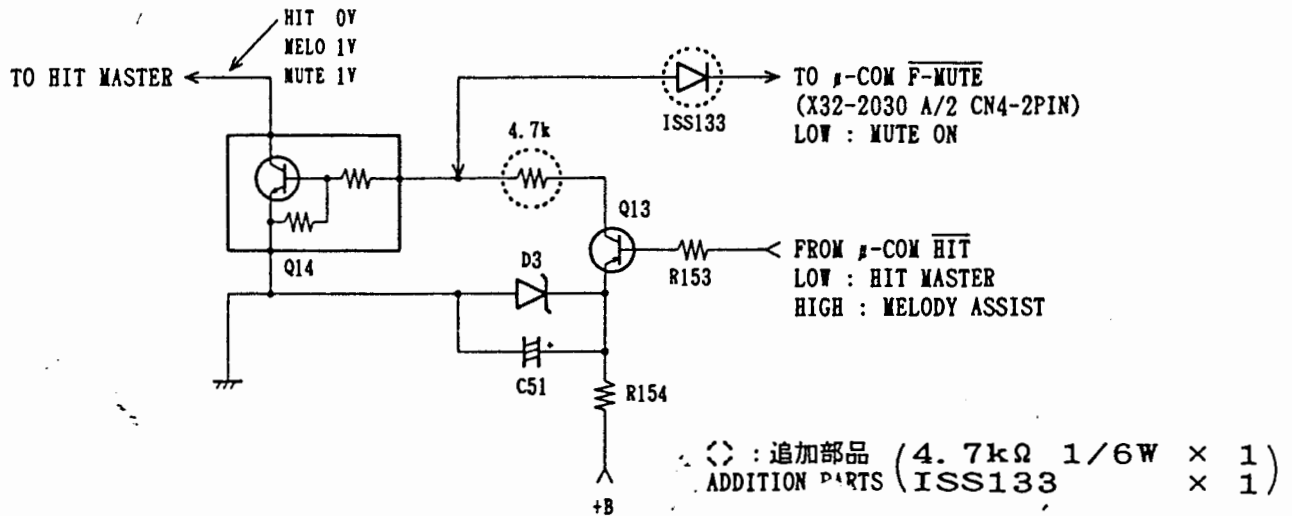 HIT 0V
MELO 1V
MUTE 1V
TO HIT MASTER
TO μ-COM F-MUTE
(X32-2030 A/2 CN4-2PIN)
LOW : MUTE ON
ISS133
4.7k
Q13
Q14
D3
R153
FROM μ-COM HIT
LOW : HIT MASTER
HIGH : MELODY ASSIST
+
C51
R154
+B
: 追加部品 (4.7kΩ 1/6W × 1)
ADDITION PARTS (ISS133 × 1)